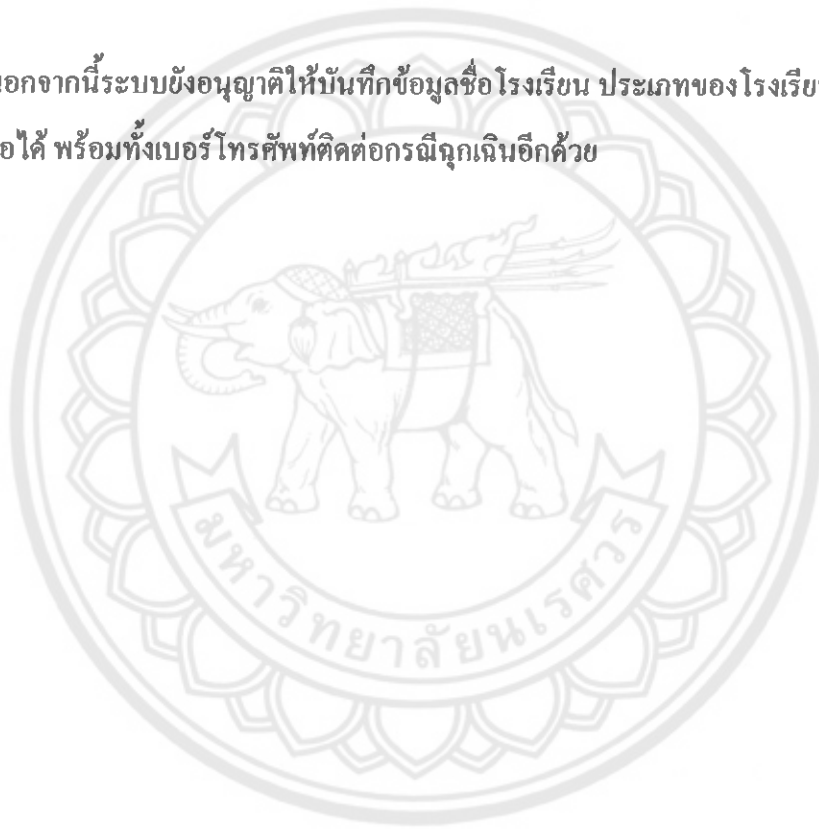 นอกจากนี้ระบบยังอนุญาติให้บันทึกข้อมูลชื่อโรงเรียน ประเภทของโรงเรียน
อได้ พร้อมทั้งเบอร์โทรศัพท์ติดต่อกรณีฉุกเฉินอีกด้วย
มหาวิทยาลัยนเรศวร